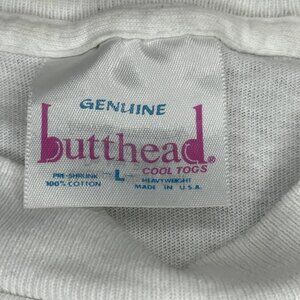 GENUINE
butthead®
COOL TOGS
PRE-SHRUNK
100% COTTON
L
HEAVYWEIGHT
MADE IN U.S.A.